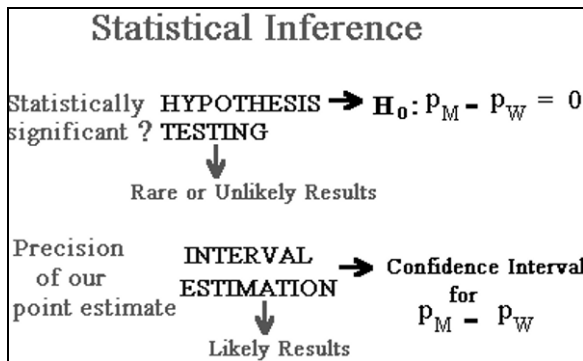 Statistical Inference
Statistically HYPOTHESIS → H₀: p_M – p_W = 0
significant ? TESTING
Rare or Unlikely Results
Precision
of our
point estimate
INTERVAL
ESTIMATION
→ Confidence Interval
for
p_M – p_W
Likely Results